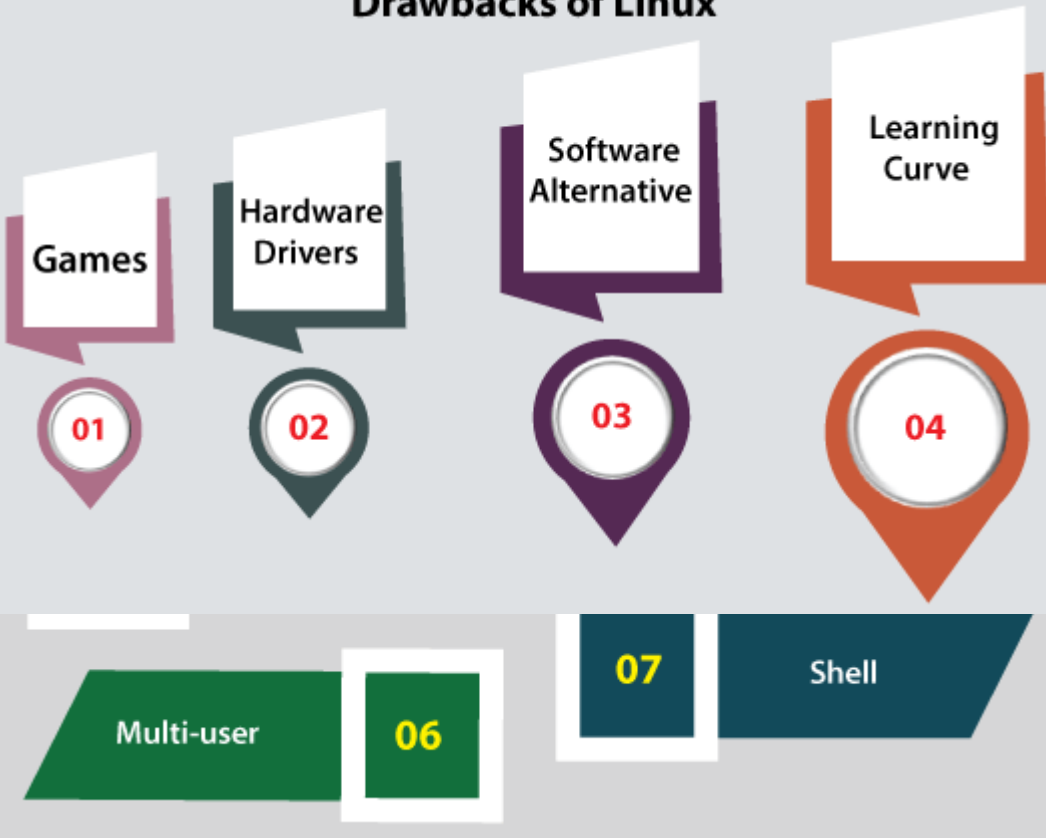 Drawbacks of Linux
Games
01
Hardware
Drivers
02
Software
Alternative
03
Learning
Curve
04
Multi-user
06
07
Shell